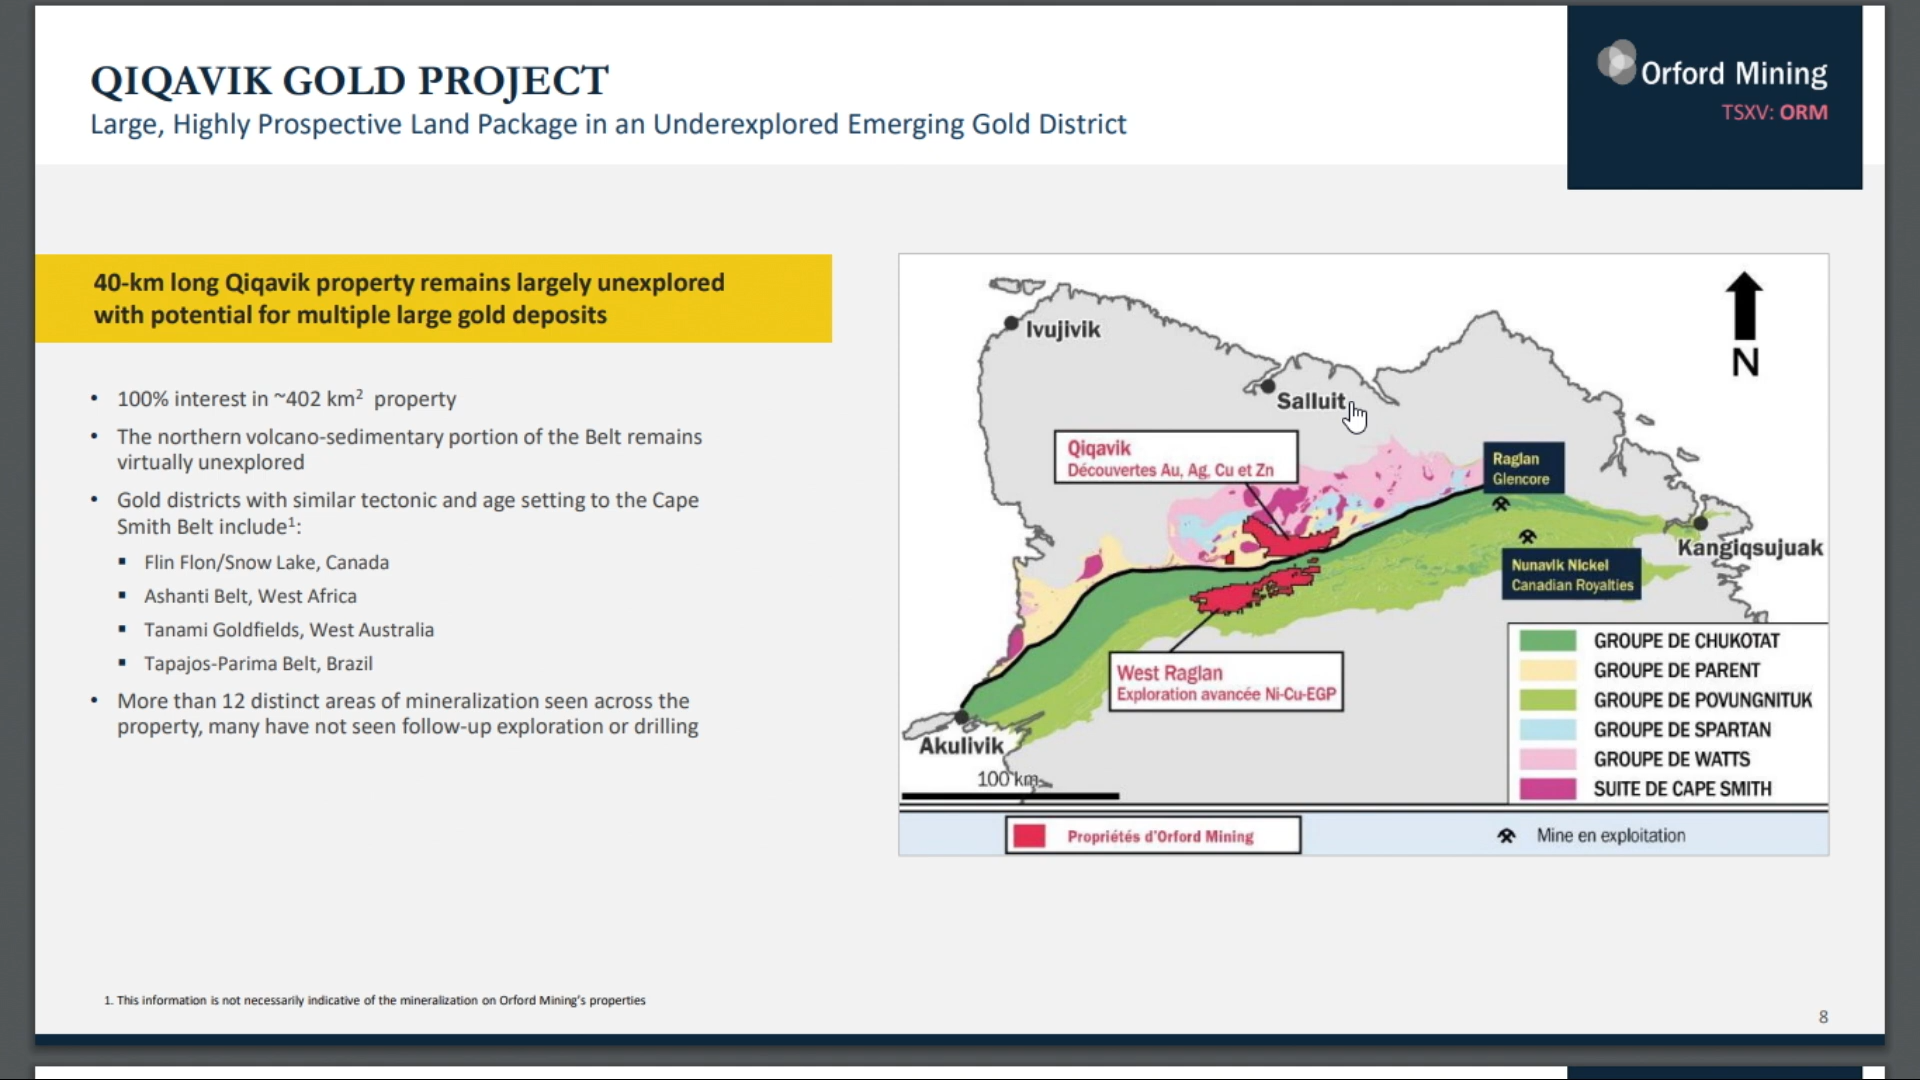 QIQAVIK GOLD PROJECT
Large, Highly Prospective Land Package in an Underexplored Emerging Gold District
Orford Mining
TSXV: ORM
40-km long Qiqavik property remains largely unexplored
with potential for multiple large gold deposits
• 100% interest in ~402 km² property
• The northern volcano-sedimentary portion of the Belt remains
virtually unexplored
• Gold districts with similar tectonic and age setting to the Cape
Smith Belt include¹:
▪ Flin Flon/Snow Lake, Canada
▪ Ashanti Belt, West Africa
▪ Tanami Goldfields, West Australia
▪ Tapajos-Parima Belt, Brazil
• More than 12 distinct areas of mineralization seen across the
property, many have not seen follow-up exploration or drilling
Ivujivik
N
Salluit
Qiqavik
Découvertes Au, Ag, Cu et Zn
Raglan
Glencore
Kangiqsujuak
Nunavik Nickel
Canadian Royalties
West Raglan
Exploration avancée Ni-Cu-EGP
Akulivik
100 km
GROUPE DE CHUKOTAT
GROUPE DE PARENT
GROUPE DE POVUNGNITUK
GROUPE DE SPARTAN
GROUPE DE WATTS
SUITE DE CAPE SMITH
Propriétés d'Orford Mining
Mine en exploitation
1. This information is not necessarily indicative of the mineralization on Orford Mining's properties
8